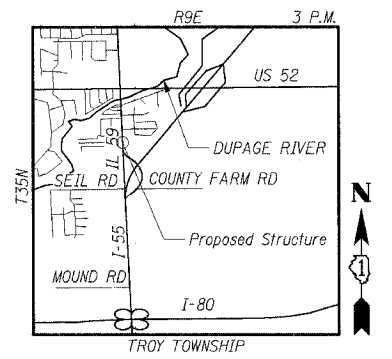 R9E 3 P.M.
US 52
IL 59
DUPAGE RIVER
SEIL RD COUNTY FARM RD
T35N
Proposed Structure
I-55
N
1
MOUND RD
I-80
TROY TOWNSHIP